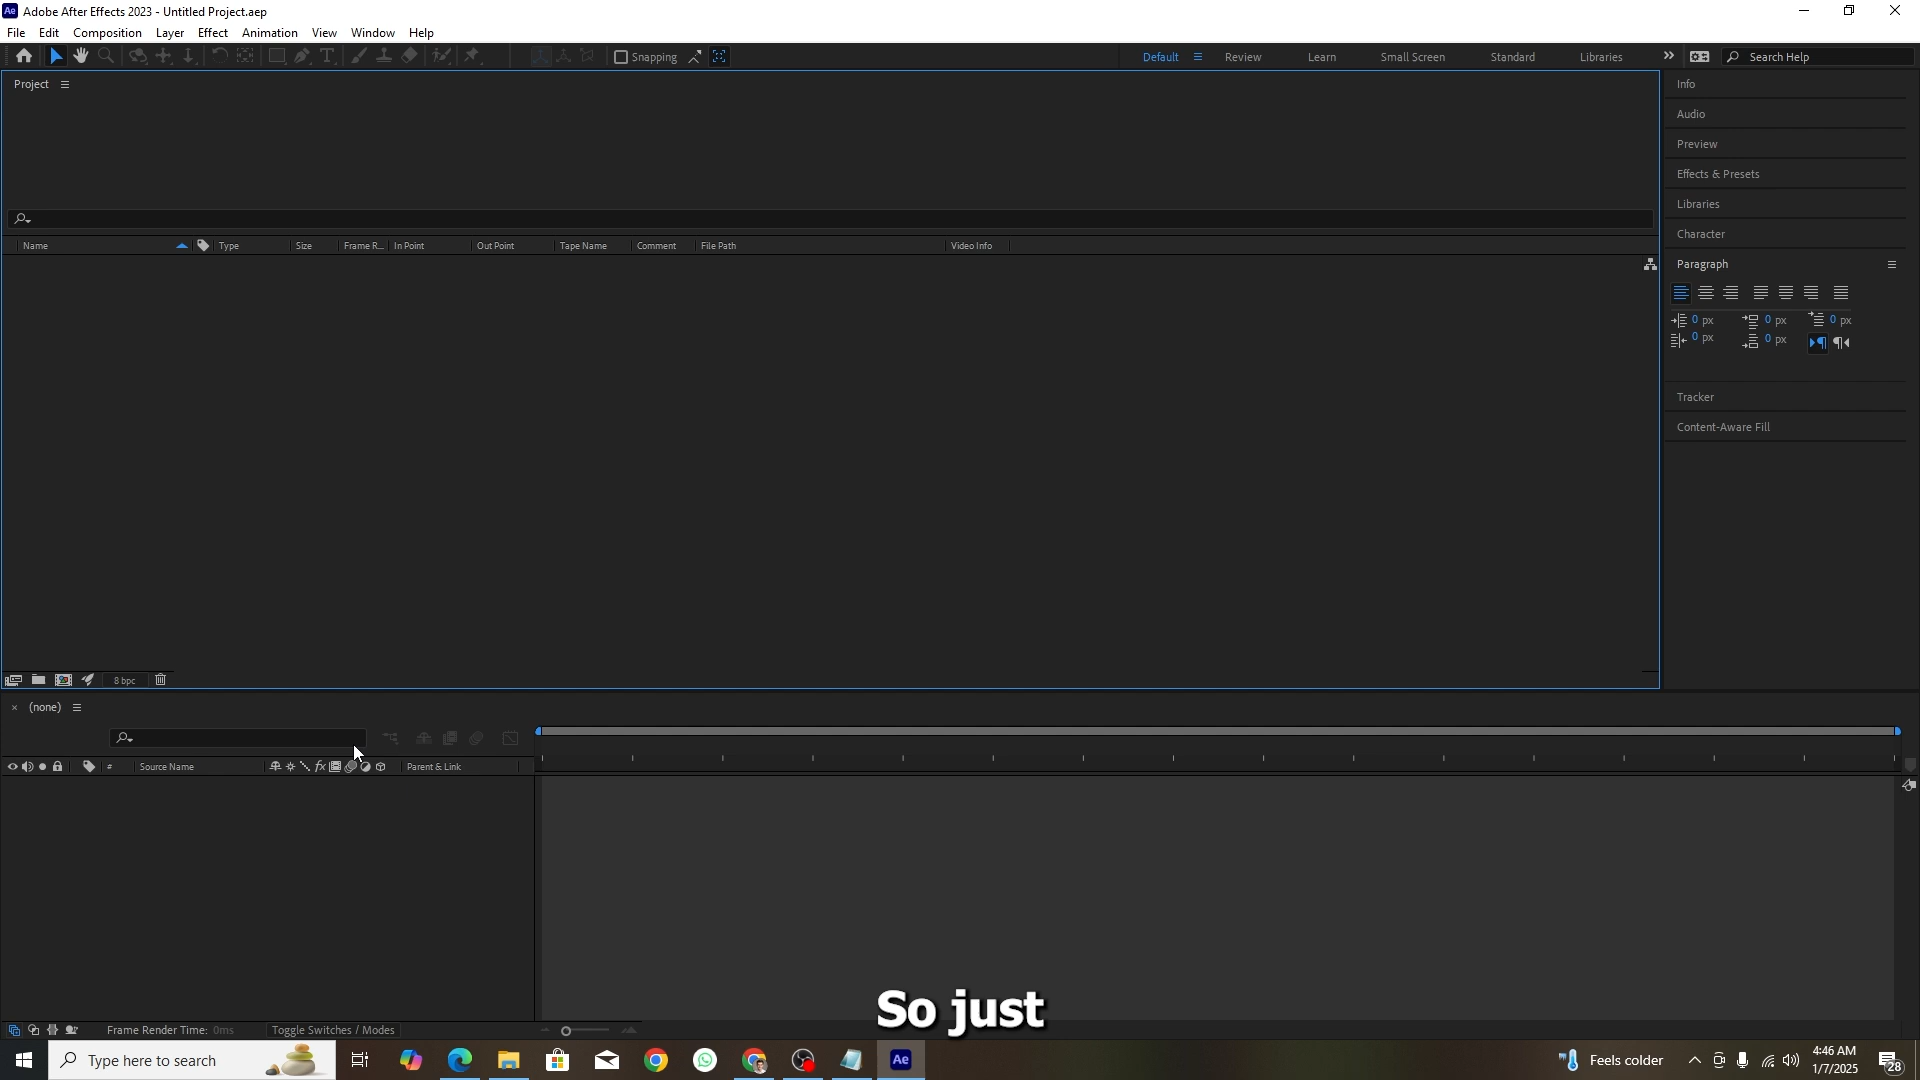 Adobe After Effects 2023 - Untitled Project.aep
File Edit Composition Layer Effect Animation View Window Help
Snapping
Default Review Learn Small Screen Standard Libraries Search Help
Project
Name Type Size Frame R... In Point Out Point Tape Name Comment File Path Video Info
8 bpc
Info
Audio
Preview
Effects & Presets
Libraries
Character
Paragraph
0 px 0 px 0 px
0 px 0 px
Tracker
Content-Aware Fill
(none)
# Source Name fx Parent & Link
So just
Frame Render Time: 0ms Toggle Switches / Modes
Type here to search
Ae
Feels colder
4:46 AM
1/7/2025
28